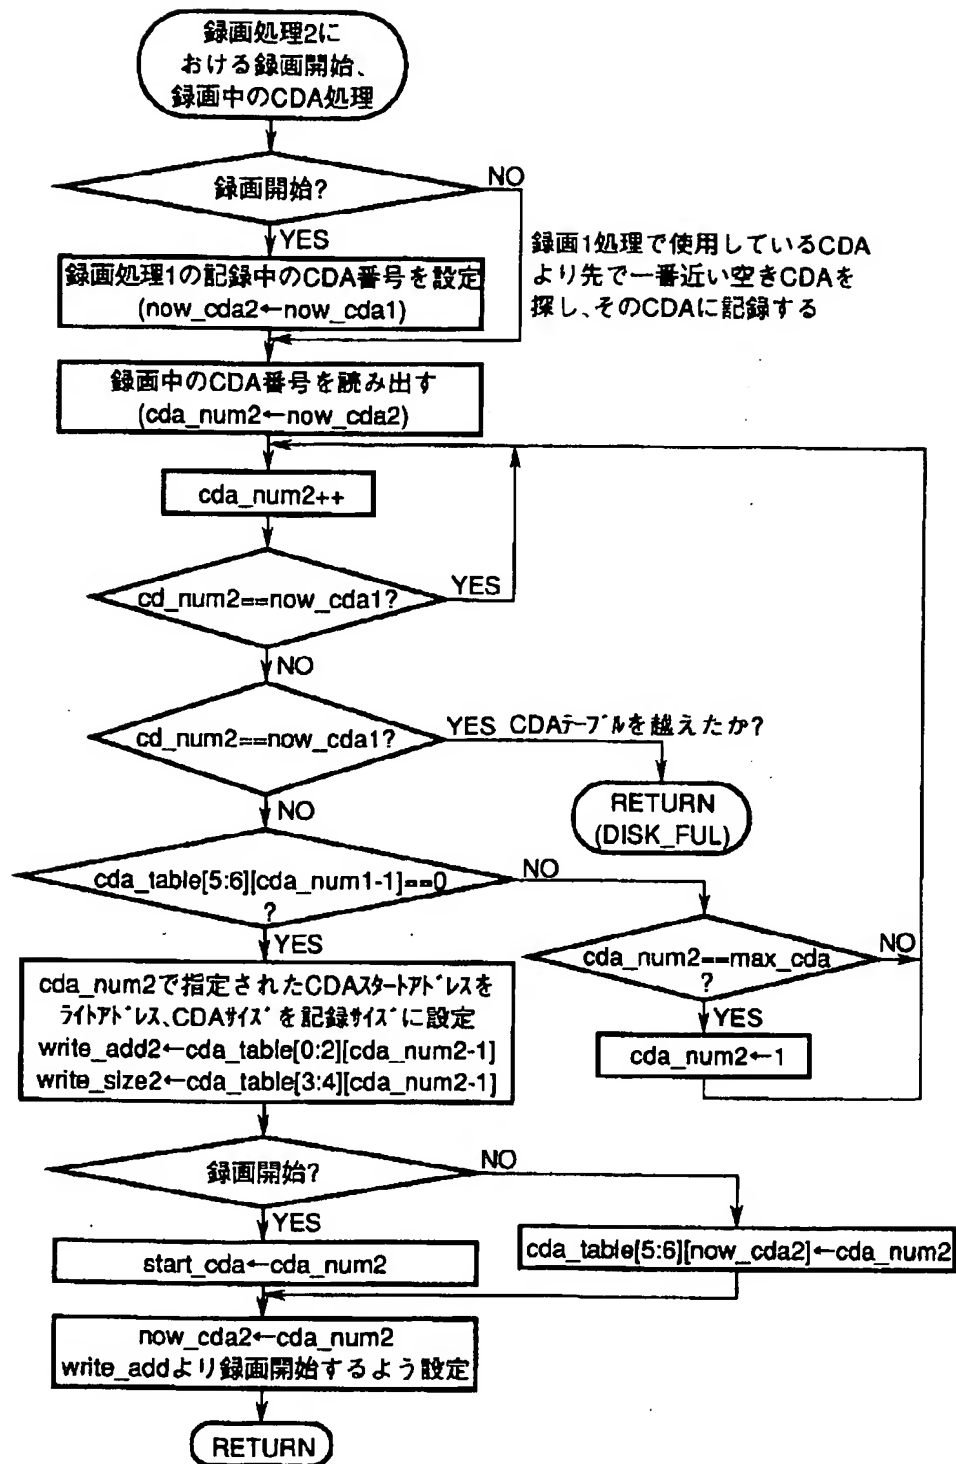 録画処理2に
おける録画開始、
録画中のCDA処理
録画開始?
NO
YES
録画1処理で使用しているCDA
より先で一番近い空きCDAを
探し、そのCDAに記録する
録画処理1の記録中のCDA番号を設定
(now_cda2←now_cda1)
録画中のCDA番号を読み出す
(cda_num2←now_cda2)
cda_num2++
cd_num2==now_cda1?
YES
NO
cd_num2==now_cda1?
YES CDAテーブルを越えたか?
RETURN
(DISK_FUL)
NO
cda_table[5:6][cda_num1-1]==0
?
NO
YES
cda_num2==max_cda
?
NO
YES
cda_num2←1
cda_num2で指定されたCDAスタートアドレスを
ライトアドレス、CDAサイズを記録サイズに設定
write_add2←cda_table[0:2][cda_num2-1]
write_size2←cda_table[3:4][cda_num2-1]
録画開始?
NO
YES
start_cda←cda_num2
cda_table[5:6][now_cda2]←cda_num2
now_cda2←cda_num2
write_addより録画開始するよう設定
RETURN